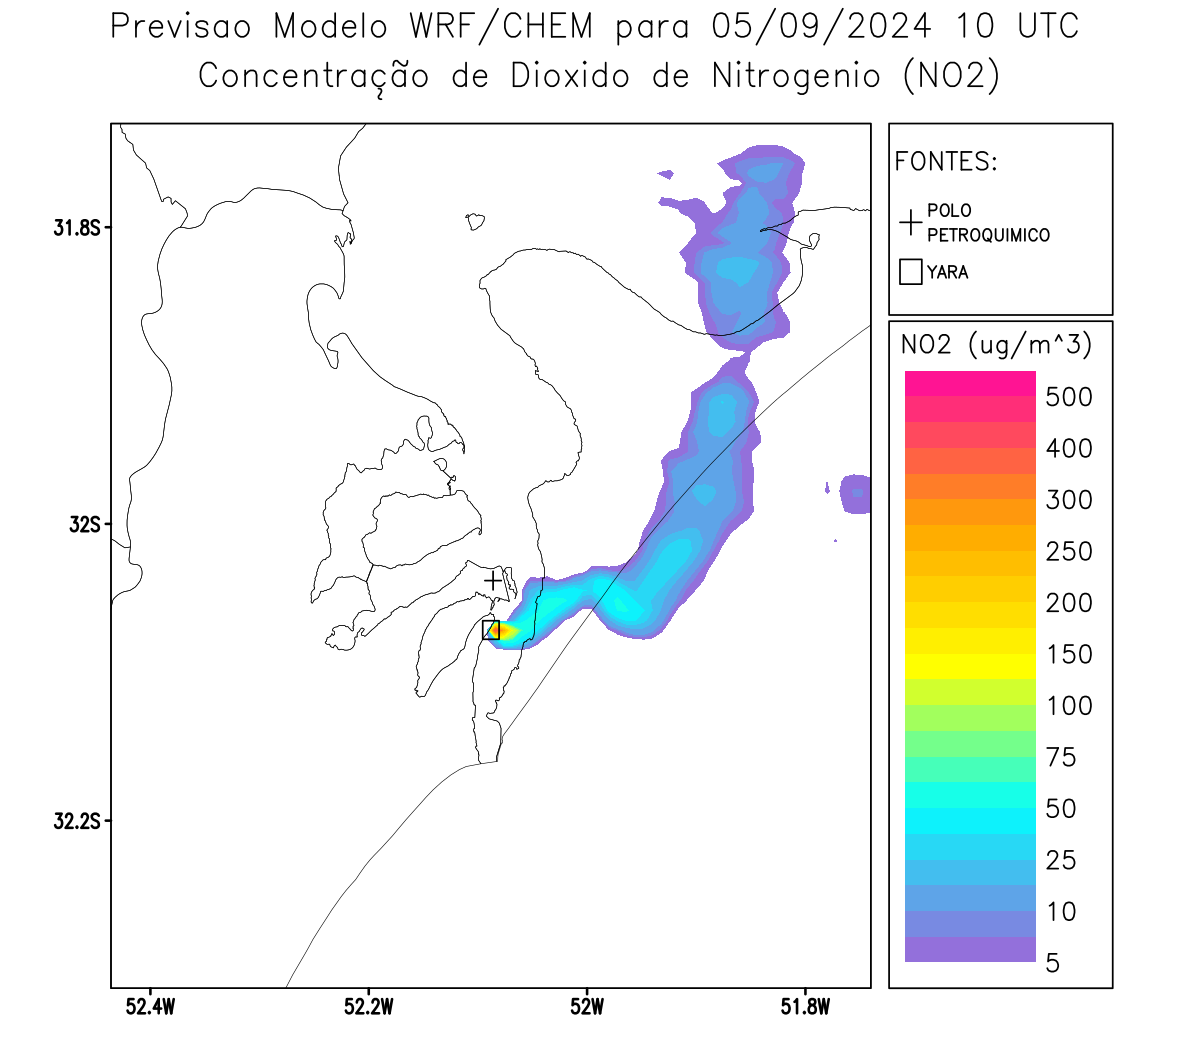 Previsao Modelo WRF/CHEM para 05/09/2024 10 UTC
Concentração de Dioxido de Nitrogenio (NO2)
FONTES:
POLO
PETROQUIMICO
YARA
NO2 (ug/m^3)
500
400
300
250
200
150
100
75
50
25
10
5
31.8S
32S
32.2S
52.4W
52.2W
52W
51.8W